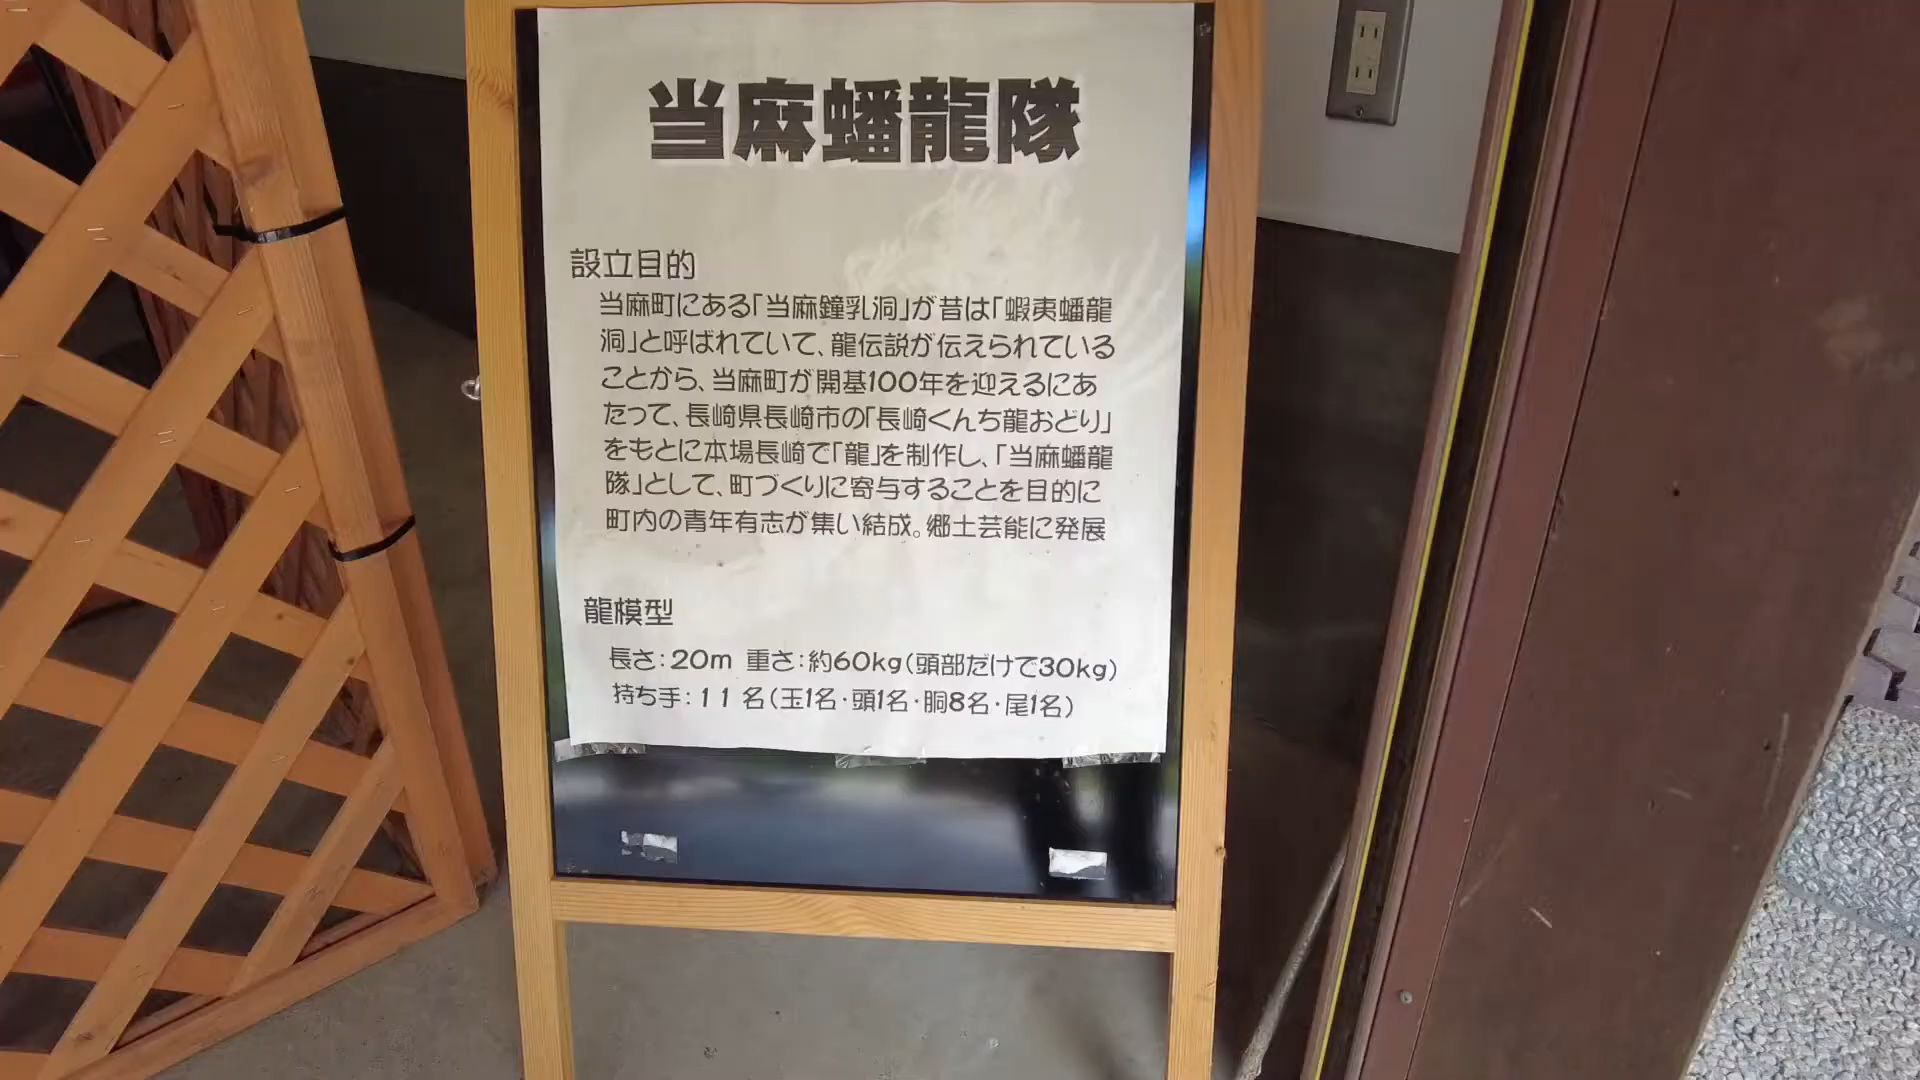 当麻蟠龍隊
設立目的
当麻町にある「当麻鐘乳洞」が昔は「蝦夷蟠龍
洞」と呼ばれていて、龍伝説が伝えられている
ことから、当麻町が開基100年を迎えるにあ
たって、長崎県長崎市の「長崎くんち龍おどり」
をもとに本場長崎で「龍」を制作し、「当麻蟠龍
隊」として、町づくりに寄与することを目的に
町内の青年有志が集い結成。郷土芸能に発展
龍模型
長さ:20m 重さ:約60kg(頭部だけで30kg)
持ち手:11名(玉1名・頭1名・胴8名・尾1名)